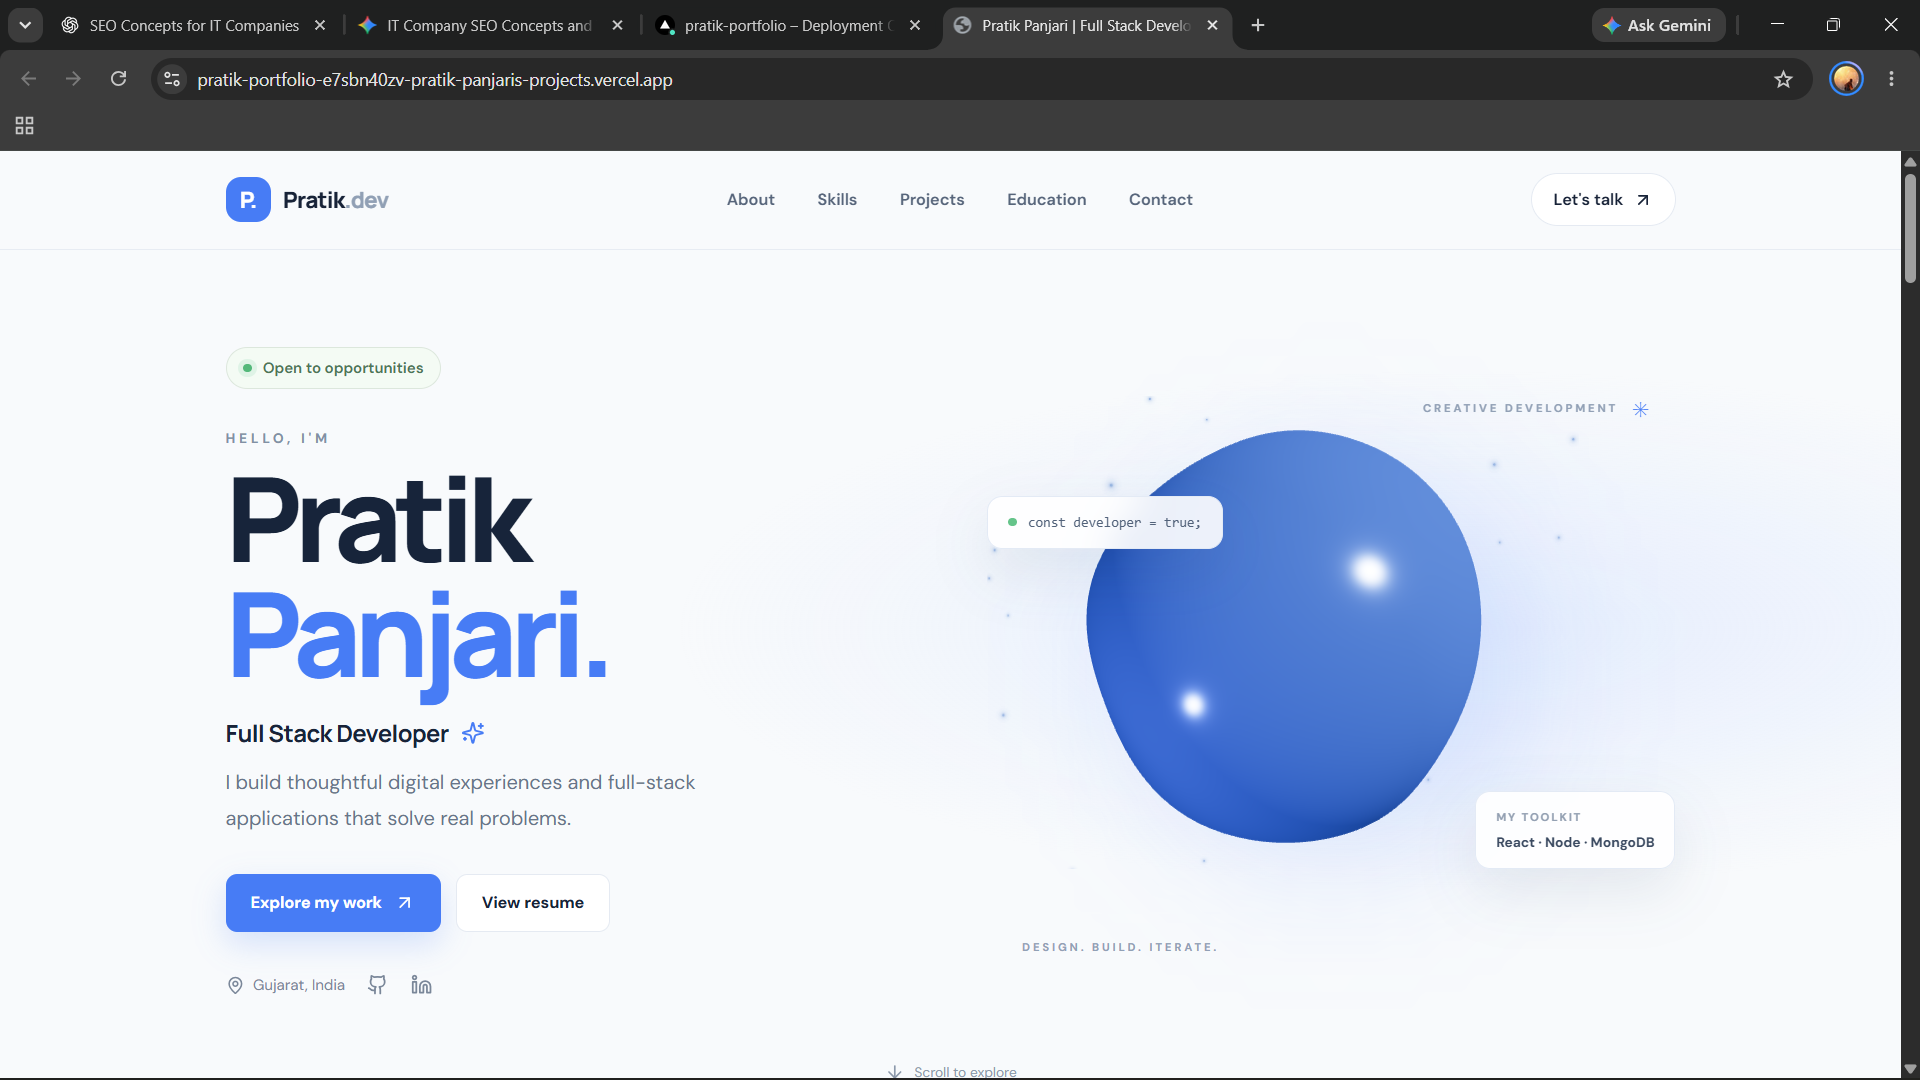 SEO Concepts for IT Companies
IT Company SEO Concepts and
pratik-portfolio – Deployment
Pratik Panjari | Full Stack Develo
Ask Gemini
pratik-portfolio-e7sbn40zv-pratik-panjaris-projects.vercel.app
P.
Pratik.dev
About
Skills
Projects
Education
Contact
Let's talk
Open to opportunities
HELLO, I'M
Pratik
Panjari.
Full Stack Developer
I build thoughtful digital experiences and full-stack
applications that solve real problems.
Explore my work
View resume
Gujarat, India
CREATIVE DEVELOPMENT
const developer = true;
MY TOOLKIT
React · Node · MongoDB
DESIGN. BUILD. ITERATE.
Scroll to explore